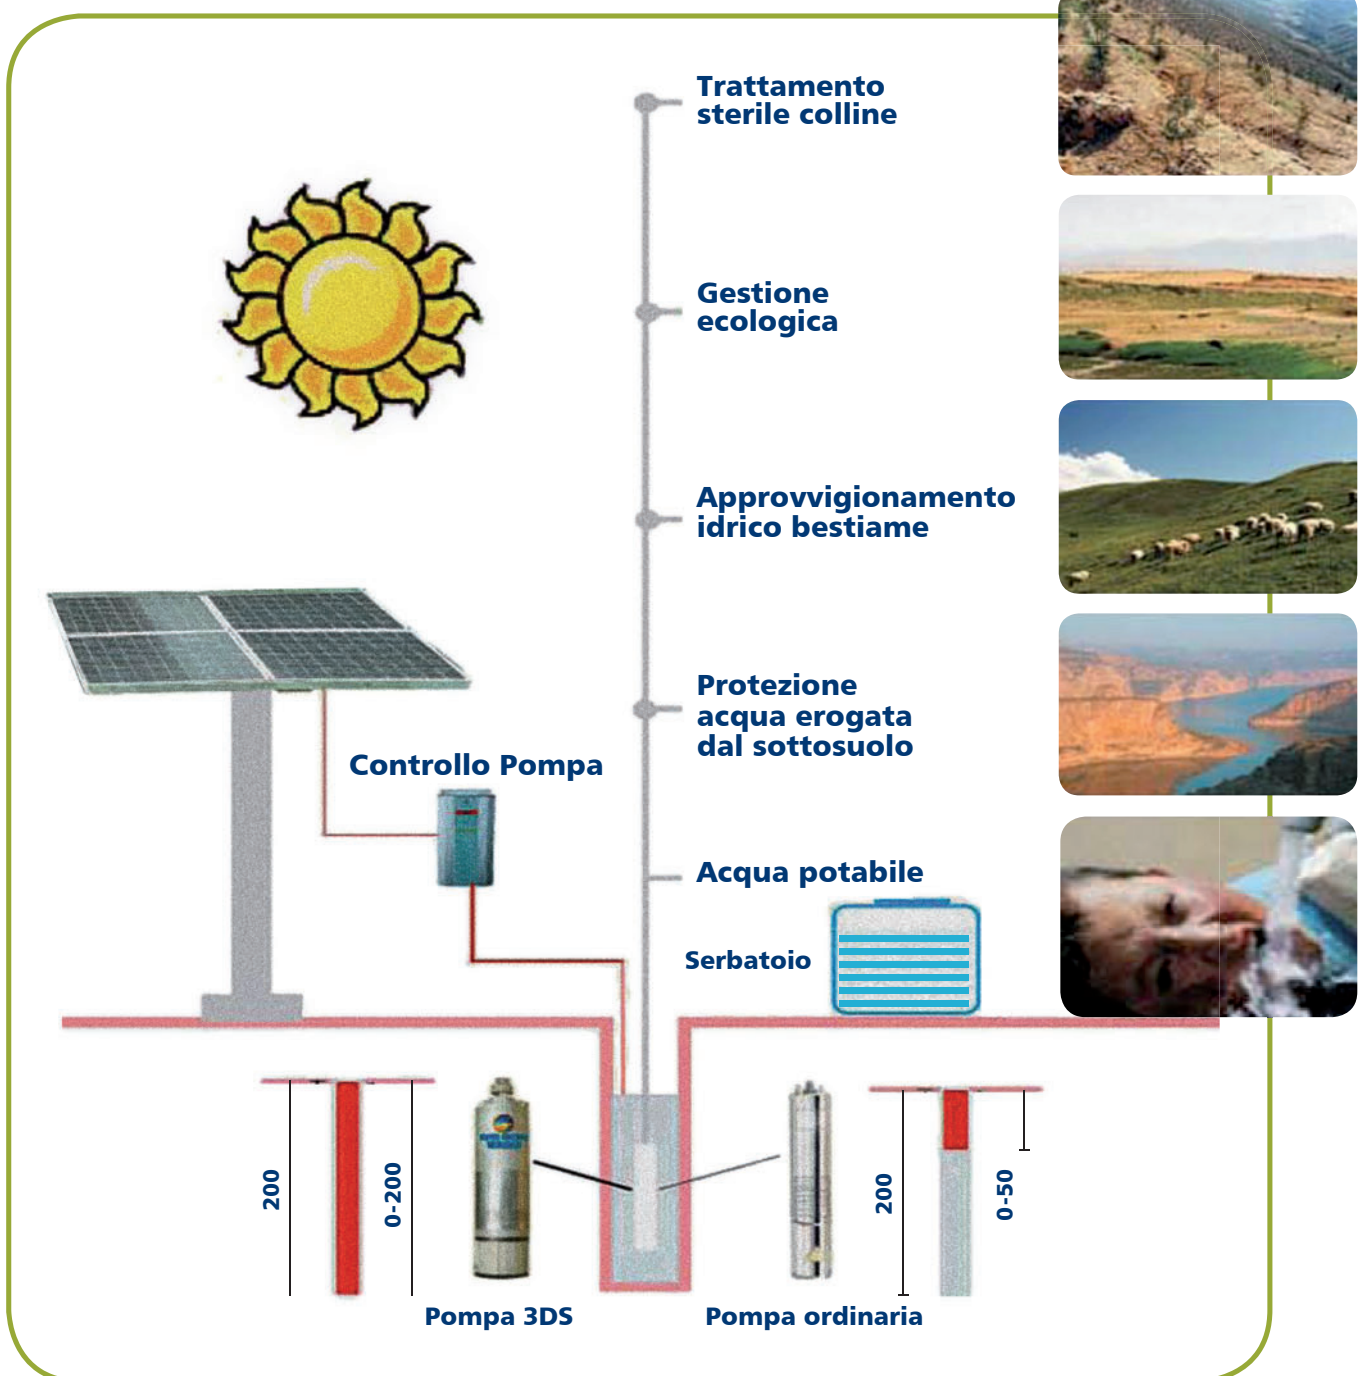 Trattamento
sterile colline
Gestione
ecologica
Approvvigionamento
idrico bestiame
Protezione
acqua erogata
dal sottosuolo
Controllo Pompa
Acqua potabile
Serbatoio
200
0-200
200
0-50
Pompa 3DS
Pompa ordinaria